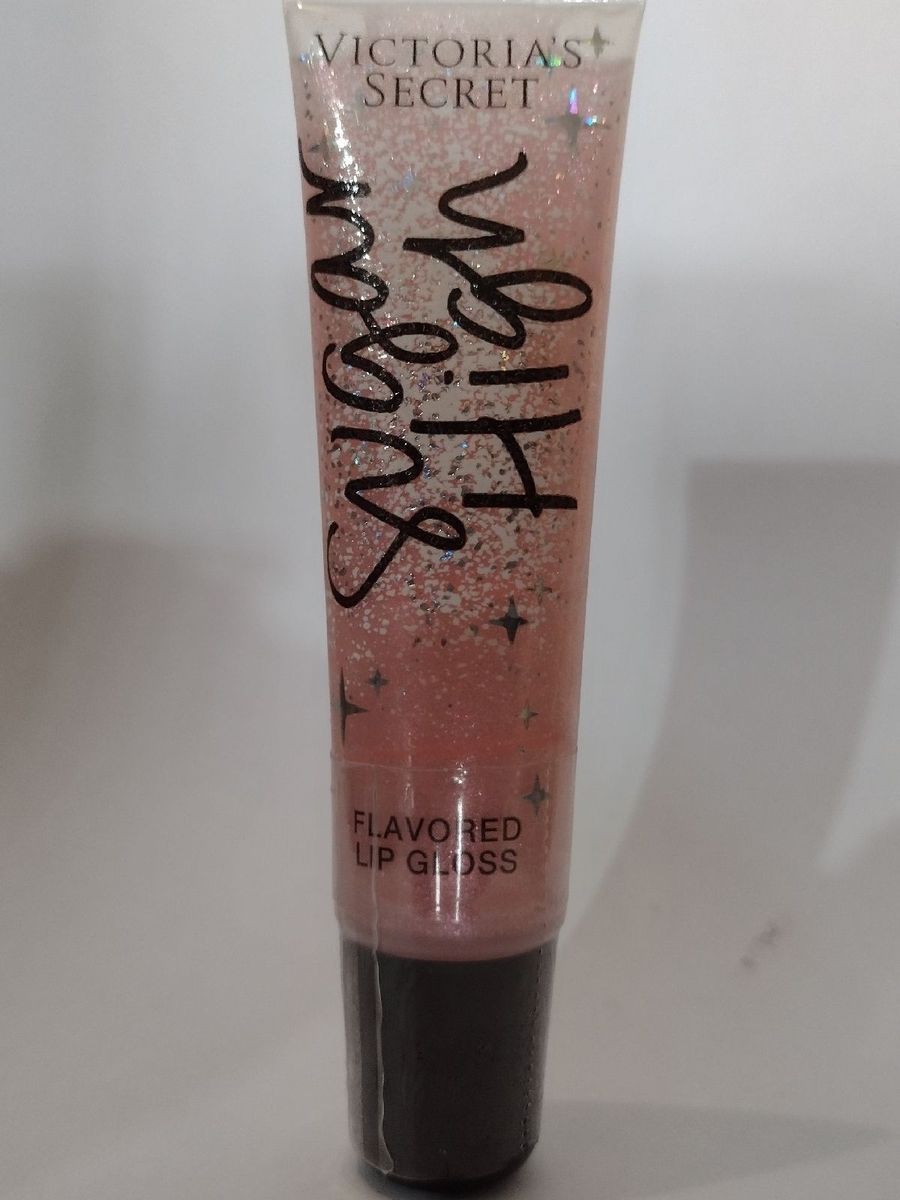 VICTORIA'S
SECRET
Sugar
High
FLAVORED
LIP GLOSS